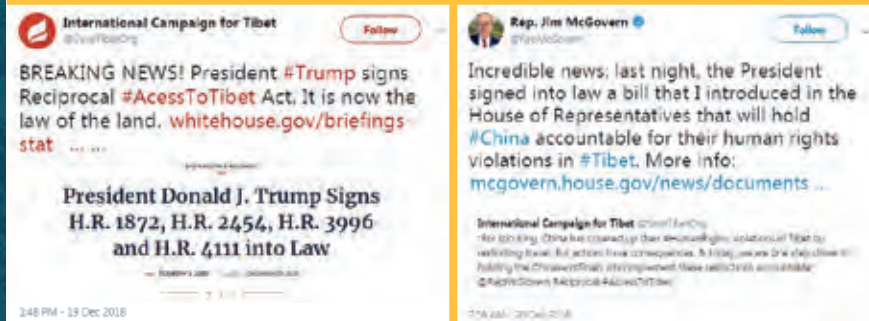 International Campaign for Tibet
Follow
BREAKING NEWS! President #Trump signs
Reciprocal #AcessToTibet Act. It is now the
law of the land. whitehouse.gov/briefings-
stat ... ...
President Donald J. Trump Signs
H.R. 1872, H.R. 2454, H.R. 3996
and H.R. 4111 into Law
3:48 PM - 19 Dec 2018
Rep. Jim McGovern
Follow
Incredible news: last night, the President
signed into law a bill that I introduced in the
House of Representatives that will hold
#China accountable for their human rights
violations in #Tibet. More info:
mcgovern.house.gov/news/documents ...
International Campaign for Tibet